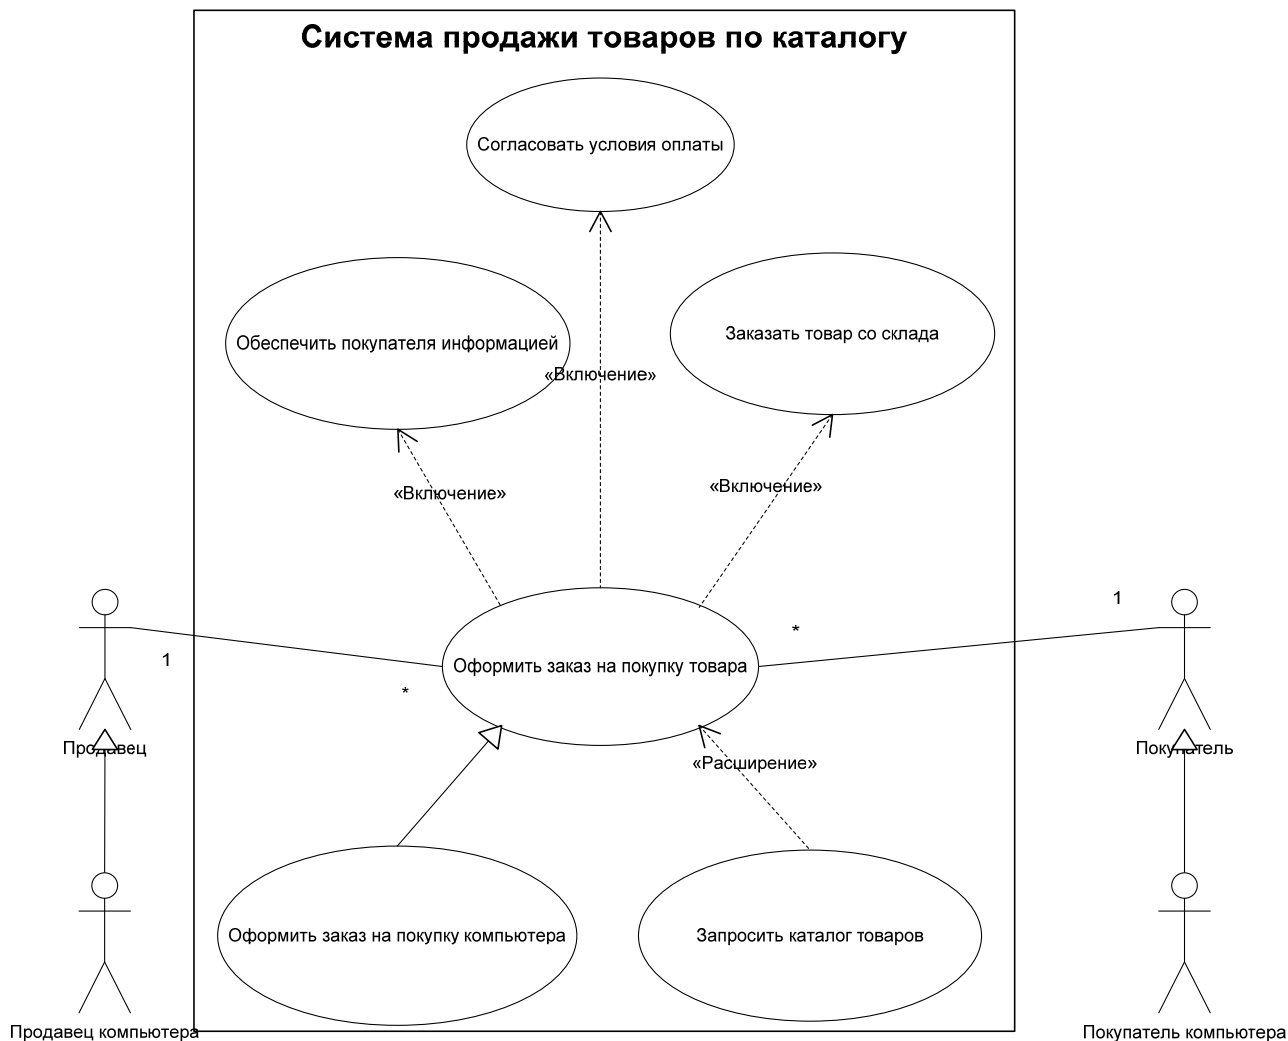 Система продажи товаров по каталогу
Согласовать условия оплаты
Обеспечить покупателя информацией
Заказать товар со склада
«Включение»
«Включение»
«Включение»
1
*
1
*
Оформить заказ на покупку товара
Продавец
Покупатель
«Расширение»
Оформить заказ на покупку компьютера
Запросить каталог товаров
Продавец компьютера
Покупатель компьютера